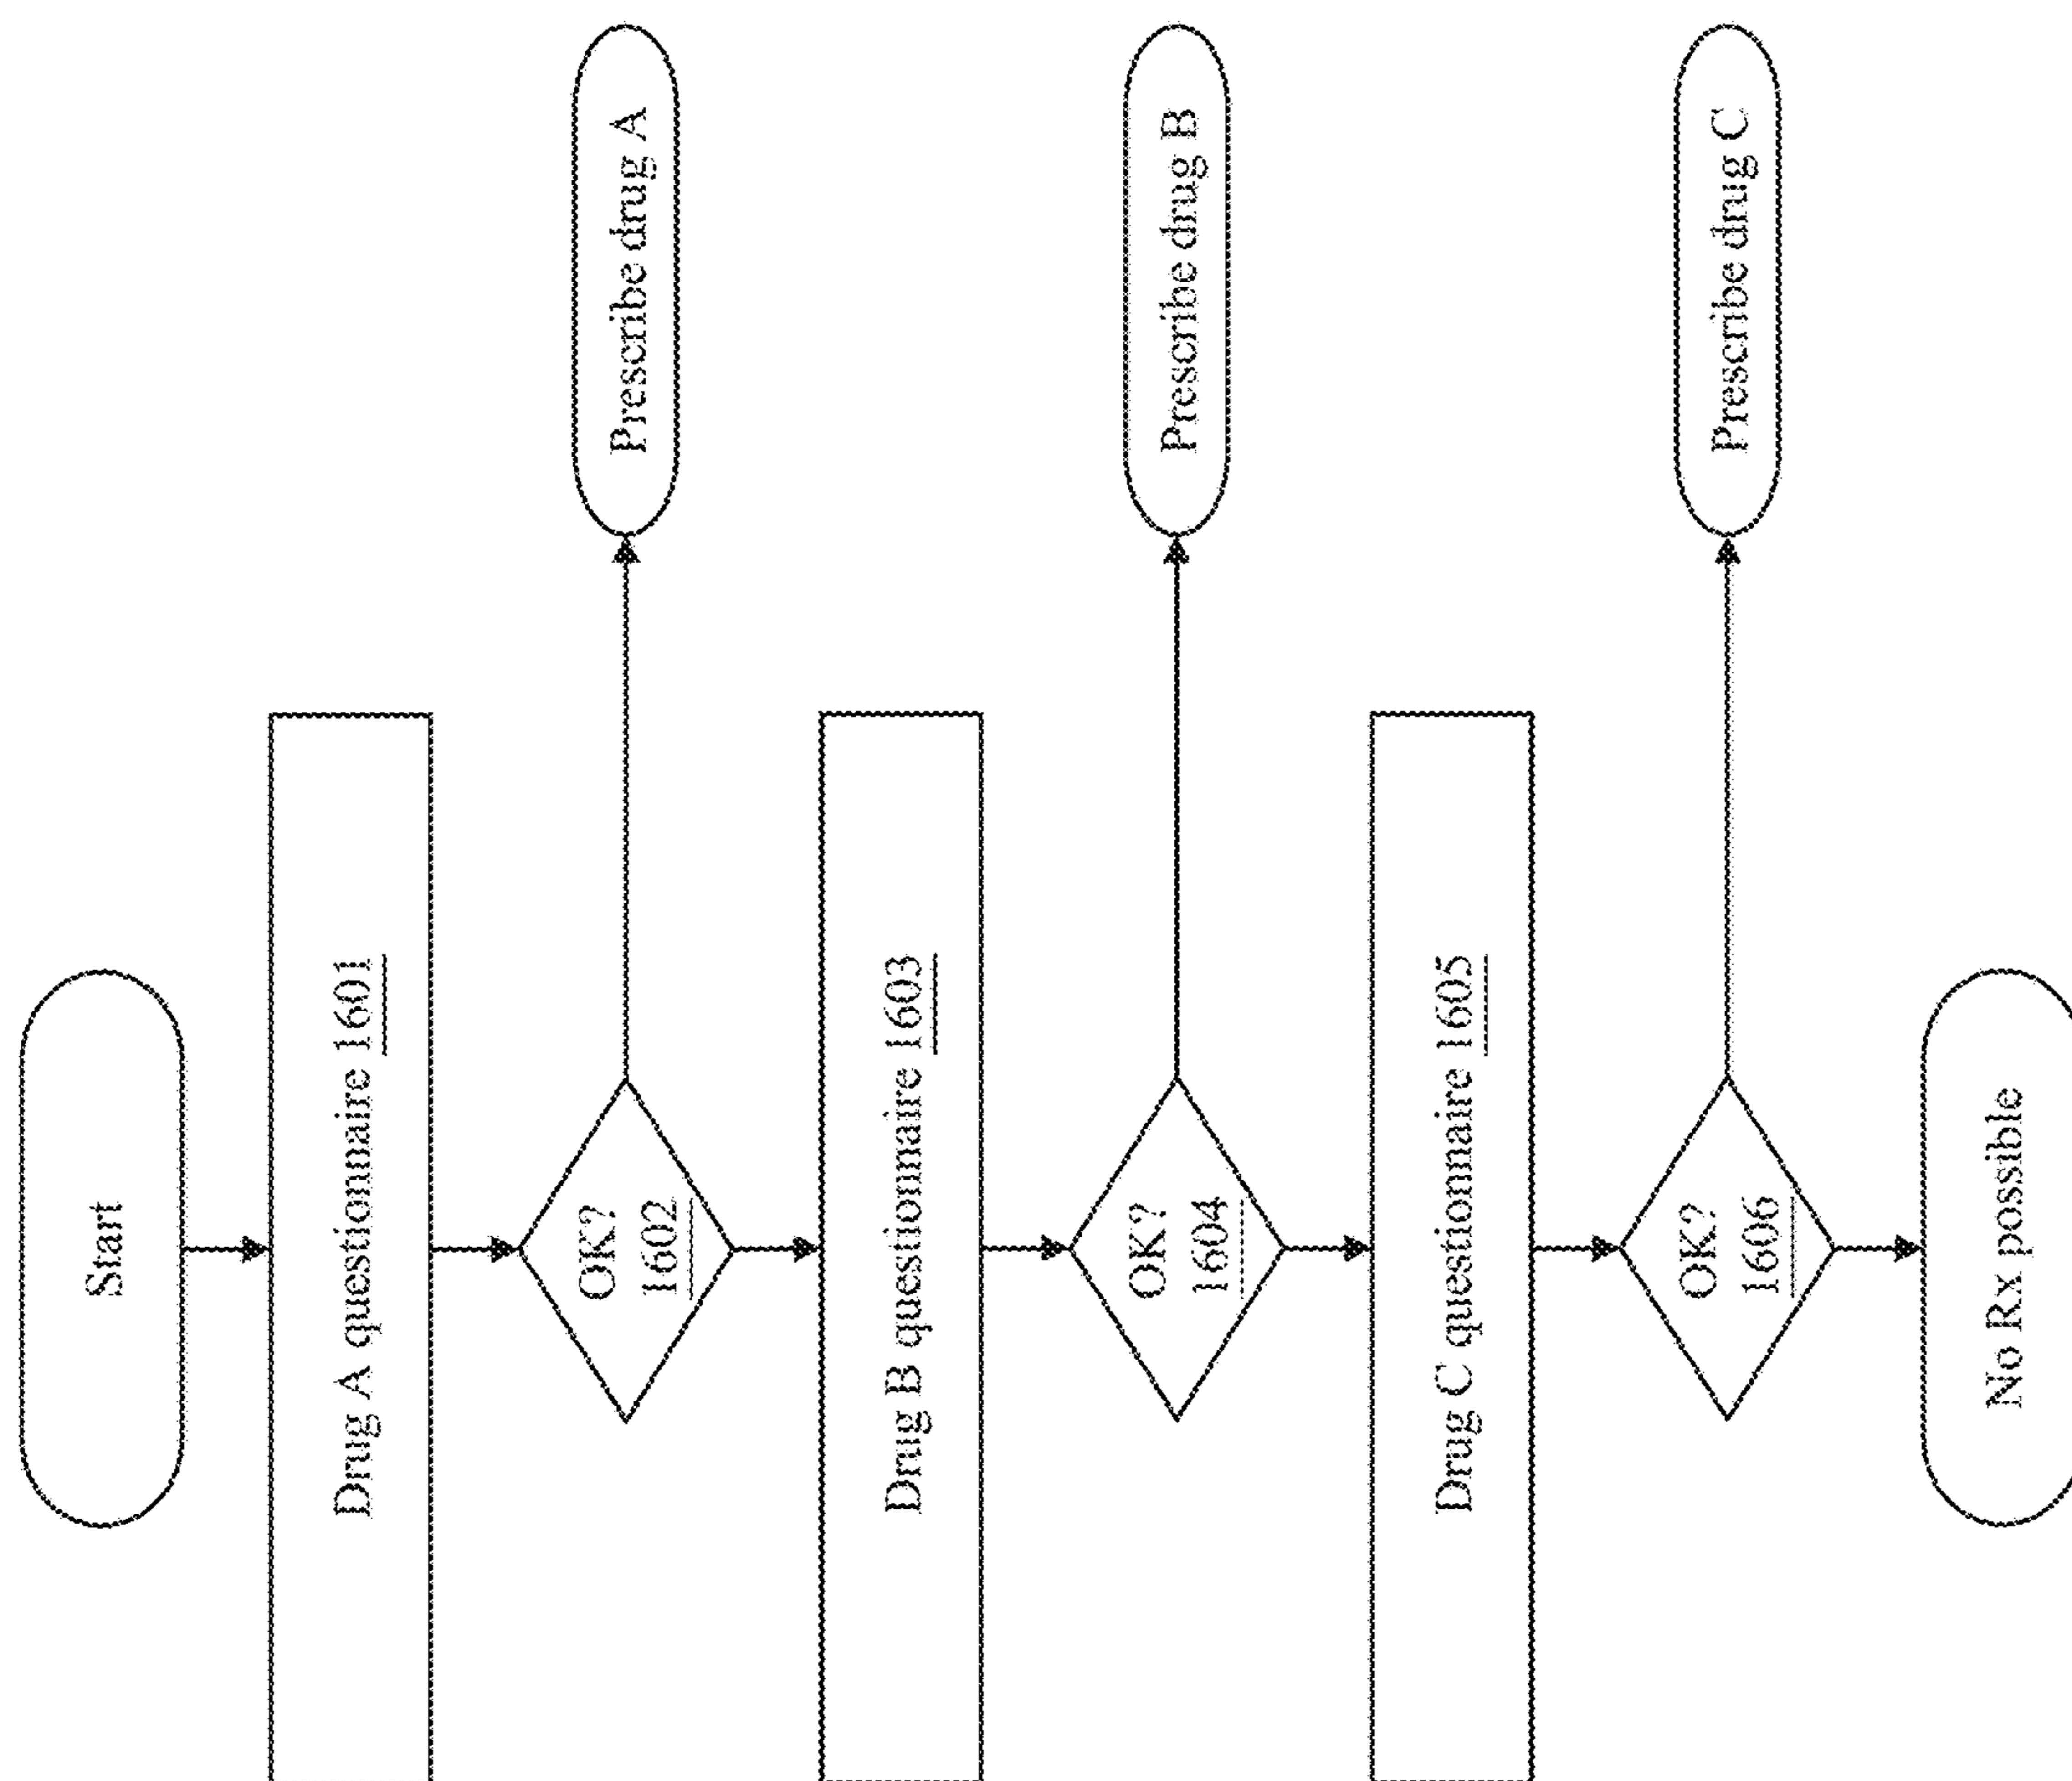 Start
Drug A questionnaire 1601
OK?
1602
Prescribe drug A
Drug B questionnaire 1603
OK?
1604
Prescribe drug B
Drug C questionnaire 1605
OK?
1606
Prescribe drug C
No Rx possible